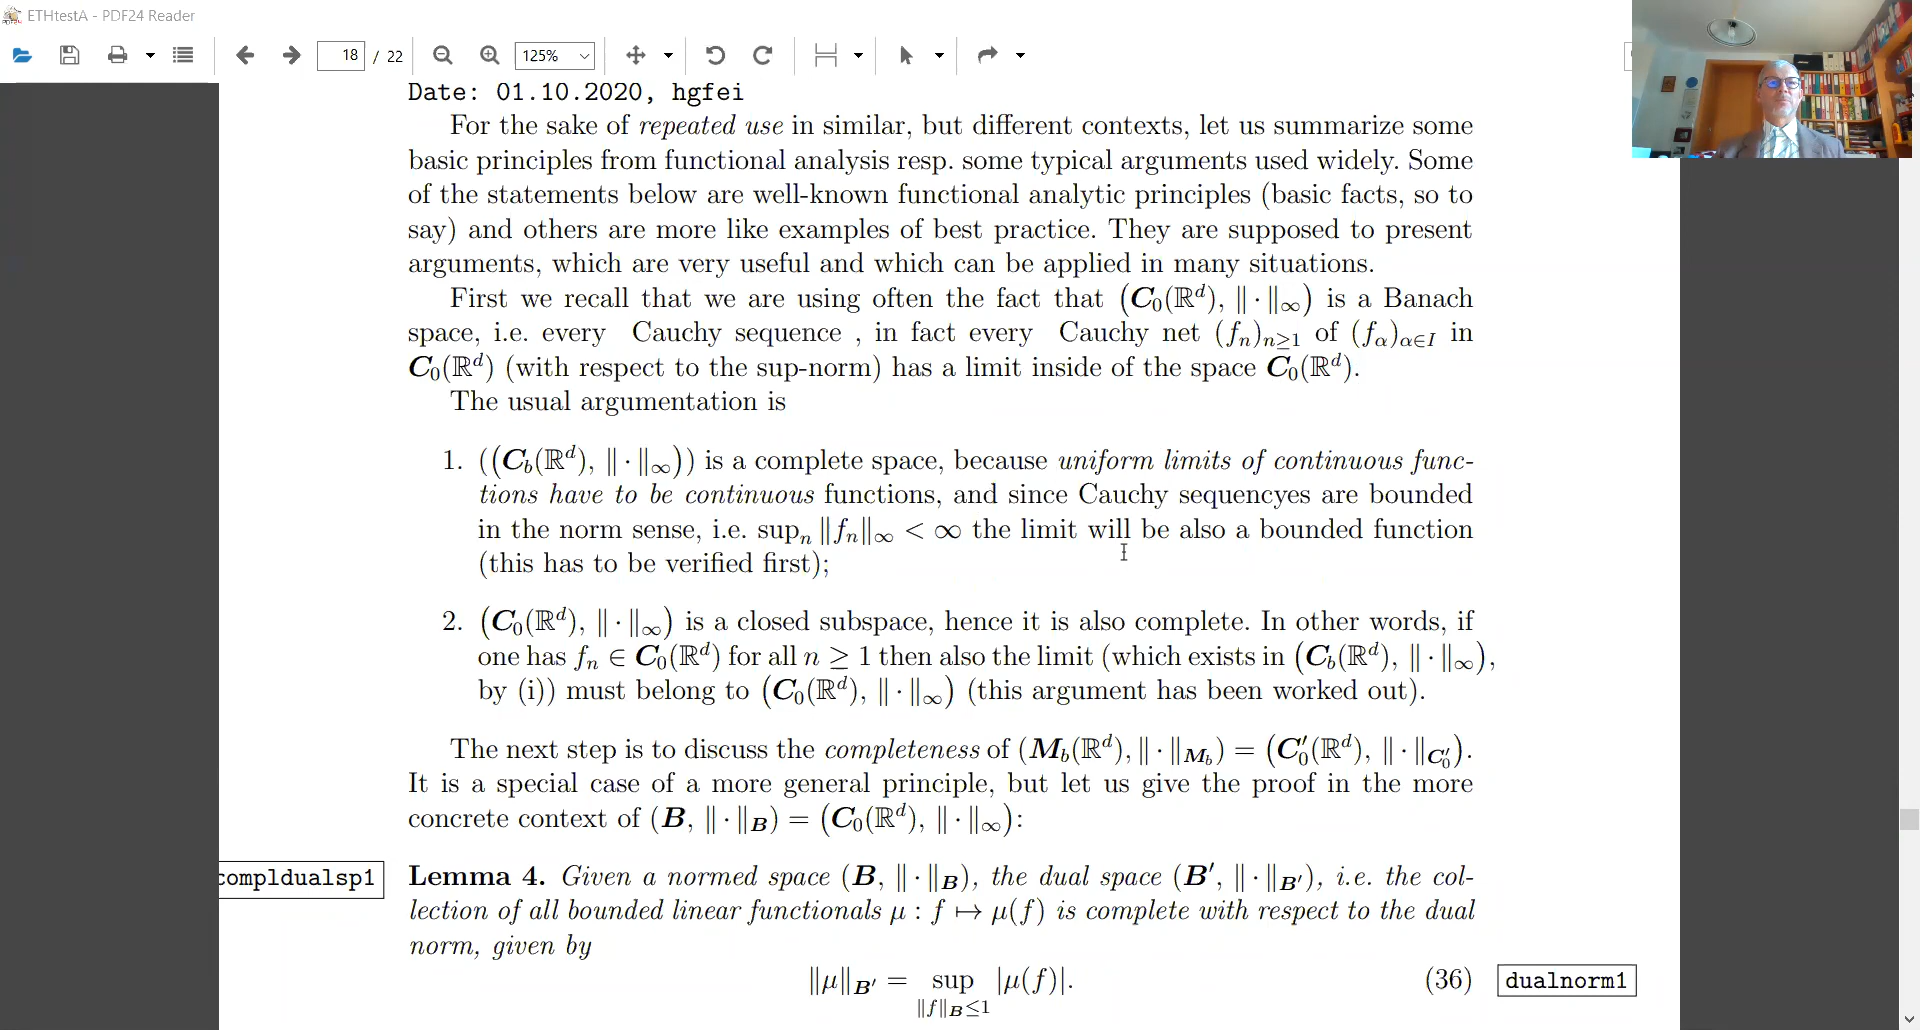 ETHtestA - PDF24 Reader
18 / 22 125%
Date: 01.10.2020, hgfei
For the sake of repeated use in similar, but different contexts, let us summarize some
basic principles from functional analysis resp. some typical arguments used widely. Some
of the statements below are well-known functional analytic principles (basic facts, so to
say) and others are more like examples of best practice. They are supposed to present
arguments, which are very useful and which can be applied in many situations.
First we recall that we are using often the fact that (C₀(ℝᵈ), ‖·‖∞) is a Banach
space, i.e. every Cauchy sequence , in fact every Cauchy net (fₙ)ₙ≥₁ of (f_α)_α∈I in
C₀(ℝᵈ) (with respect to the sup-norm) has a limit inside of the space C₀(ℝᵈ).
The usual argumentation is
1. ((C_b(ℝᵈ), ‖·‖∞)) is a complete space, because uniform limits of continuous func-
tions have to be continuous functions, and since Cauchy sequencyes are bounded
in the norm sense, i.e. supₙ ‖fₙ‖∞ < ∞ the limit will be also a bounded function
(this has to be verified first);
2. (C₀(ℝᵈ), ‖·‖∞) is a closed subspace, hence it is also complete. In other words, if
one has fₙ ∈ C₀(ℝᵈ) for all n ≥ 1 then also the limit (which exists in (C_b(ℝᵈ), ‖·‖∞),
by (i)) must belong to (C₀(ℝᵈ), ‖·‖∞) (this argument has been worked out).
The next step is to discuss the completeness of (M_b(ℝᵈ), ‖·‖_M_b) = (C₀′(ℝᵈ), ‖·‖_C₀′).
It is a special case of a more general principle, but let us give the proof in the more
concrete context of (B, ‖·‖_B) = (C₀(ℝᵈ), ‖·‖∞):
compldualsp1 Lemma 4. Given a normed space (B, ‖·‖_B), the dual space (B′, ‖·‖_B′), i.e. the col-
lection of all bounded linear functionals μ : f ↦ μ(f) is complete with respect to the dual
norm, given by
‖μ‖_B′ = sup_‖f‖_B≤1 |μ(f)|. (36) dualnorm1